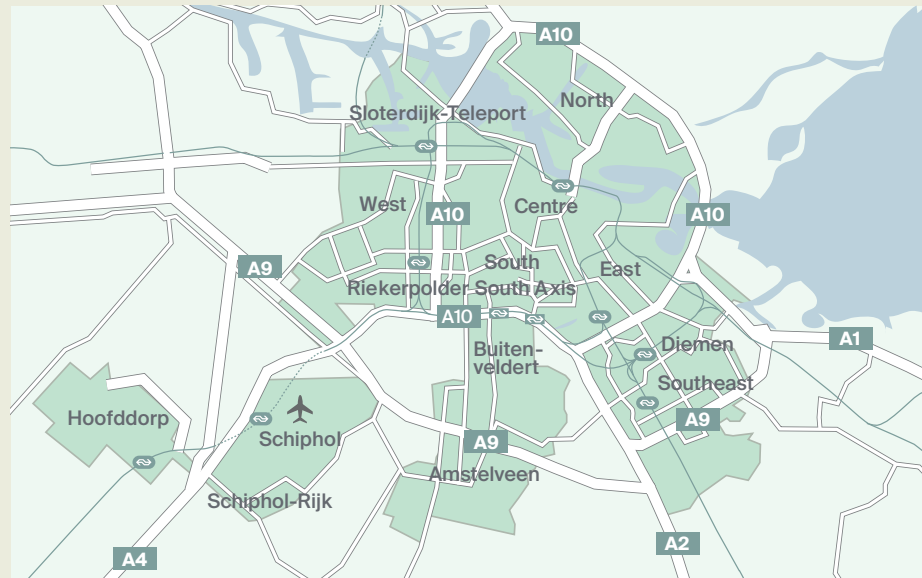 A10
North
Sloterdijk-Teleport
West
A10
Centre
A10
A9
South
East
Riekerpolder
South Axis
A10
A1
Buiten-
veldert
Diemen
Southeast
Hoofddorp
A9
Schiphol
A9
Amstelveen
Schiphol-Rijk
A4
A2